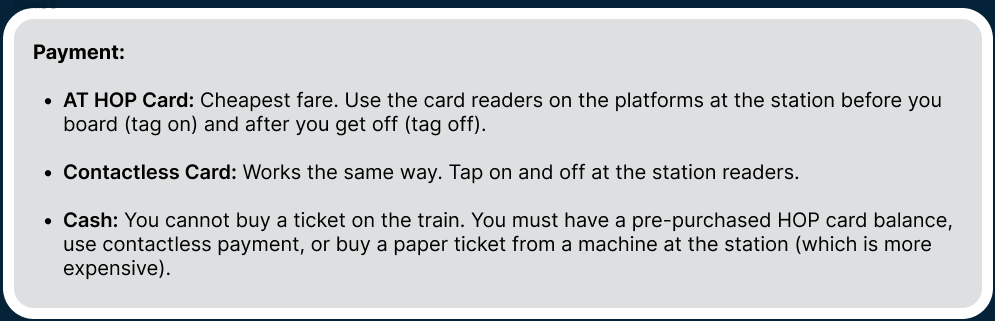 Payment:
• AT HOP Card: Cheapest fare. Use the card readers on the platforms at the station before you
board (tag on) and after you get off (tag off).
• Contactless Card: Works the same way. Tap on and off at the station readers.
• Cash: You cannot buy a ticket on the train. You must have a pre-purchased HOP card balance,
use contactless payment, or buy a paper ticket from a machine at the station (which is more
expensive).